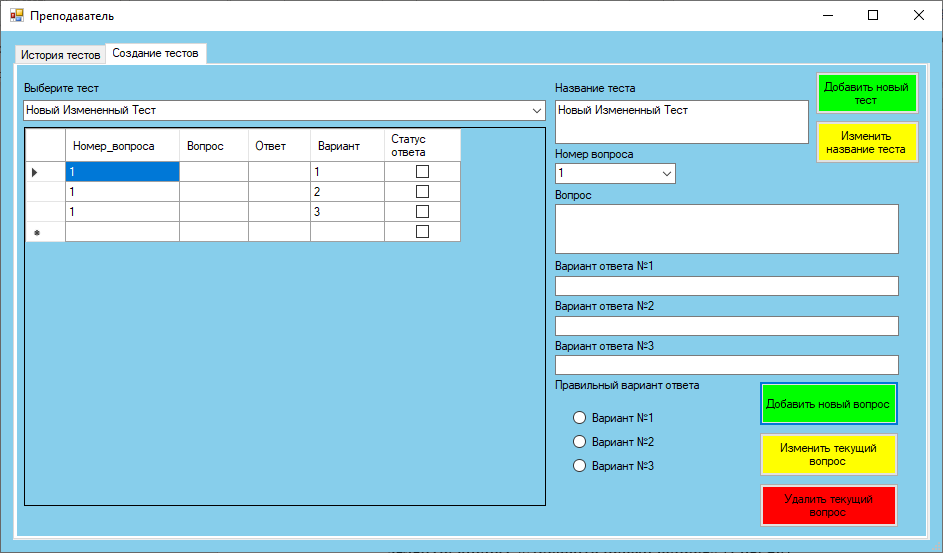 Преподаватель
История тестов
Создание тестов
Выберите тест
Новый Измененный Тест
Номер_вопроса Вопрос Ответ Вариант Статус ответа
1 1
1 2
1 3
Название теста
Новый Измененный Тест
Добавить новый
тест
Изменить
название теста
Номер вопроса
1
Вопрос
Вариант ответа №1
Вариант ответа №2
Вариант ответа №3
Правильный вариант ответа
Вариант №1
Вариант №2
Вариант №3
Добавить новый вопрос
Изменить текущий
вопрос
Удалить текущий
вопрос